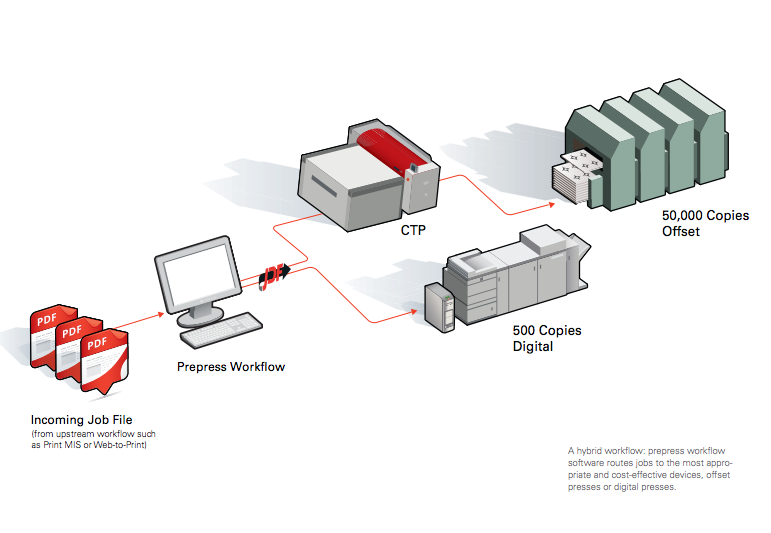 50,000 Copies
Offset
CTP
JDF
500 Copies
Digital
PDF
PDF
PDF
Prepress Workflow
Incoming Job File
(from upstream workflow such
as Print MIS or Web-to-Print)
A hybrid workflow: prepress workflow
software routes jobs to the most appro-
priate and cost-effective devices, offset
presses or digital presses.